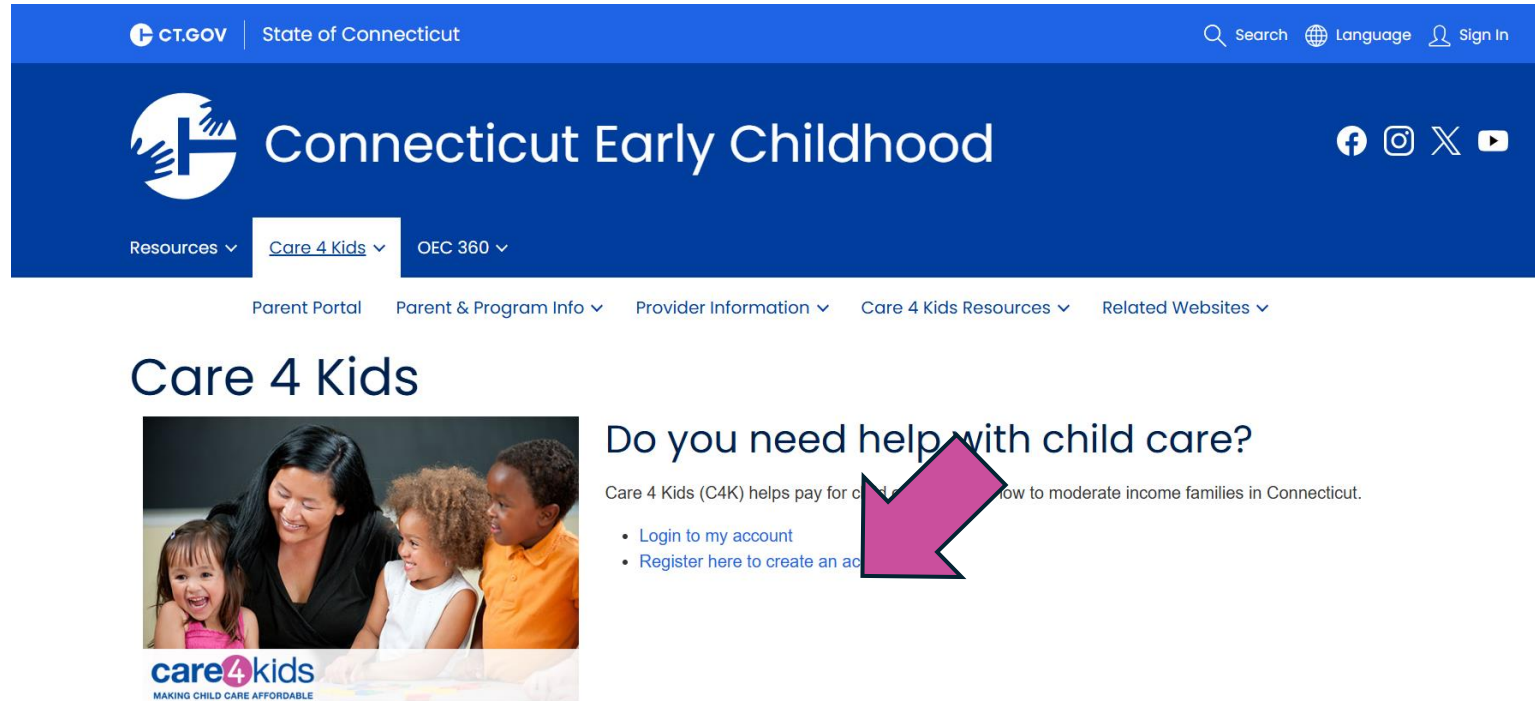 CT.GOV State of Connecticut
Search Language Sign In
Connecticut Early Childhood
Resources Care 4 Kids OEC 360
Parent Portal Parent & Program Info Provider Information Care 4 Kids Resources Related Websites
Care 4 Kids
Do you need help with child care?
Care 4 Kids (C4K) helps pay for low to moderate income families in Connecticut.
• Login to my account
• Register here to create an
care4kids
MAKING CHILD CARE AFFORDABLE